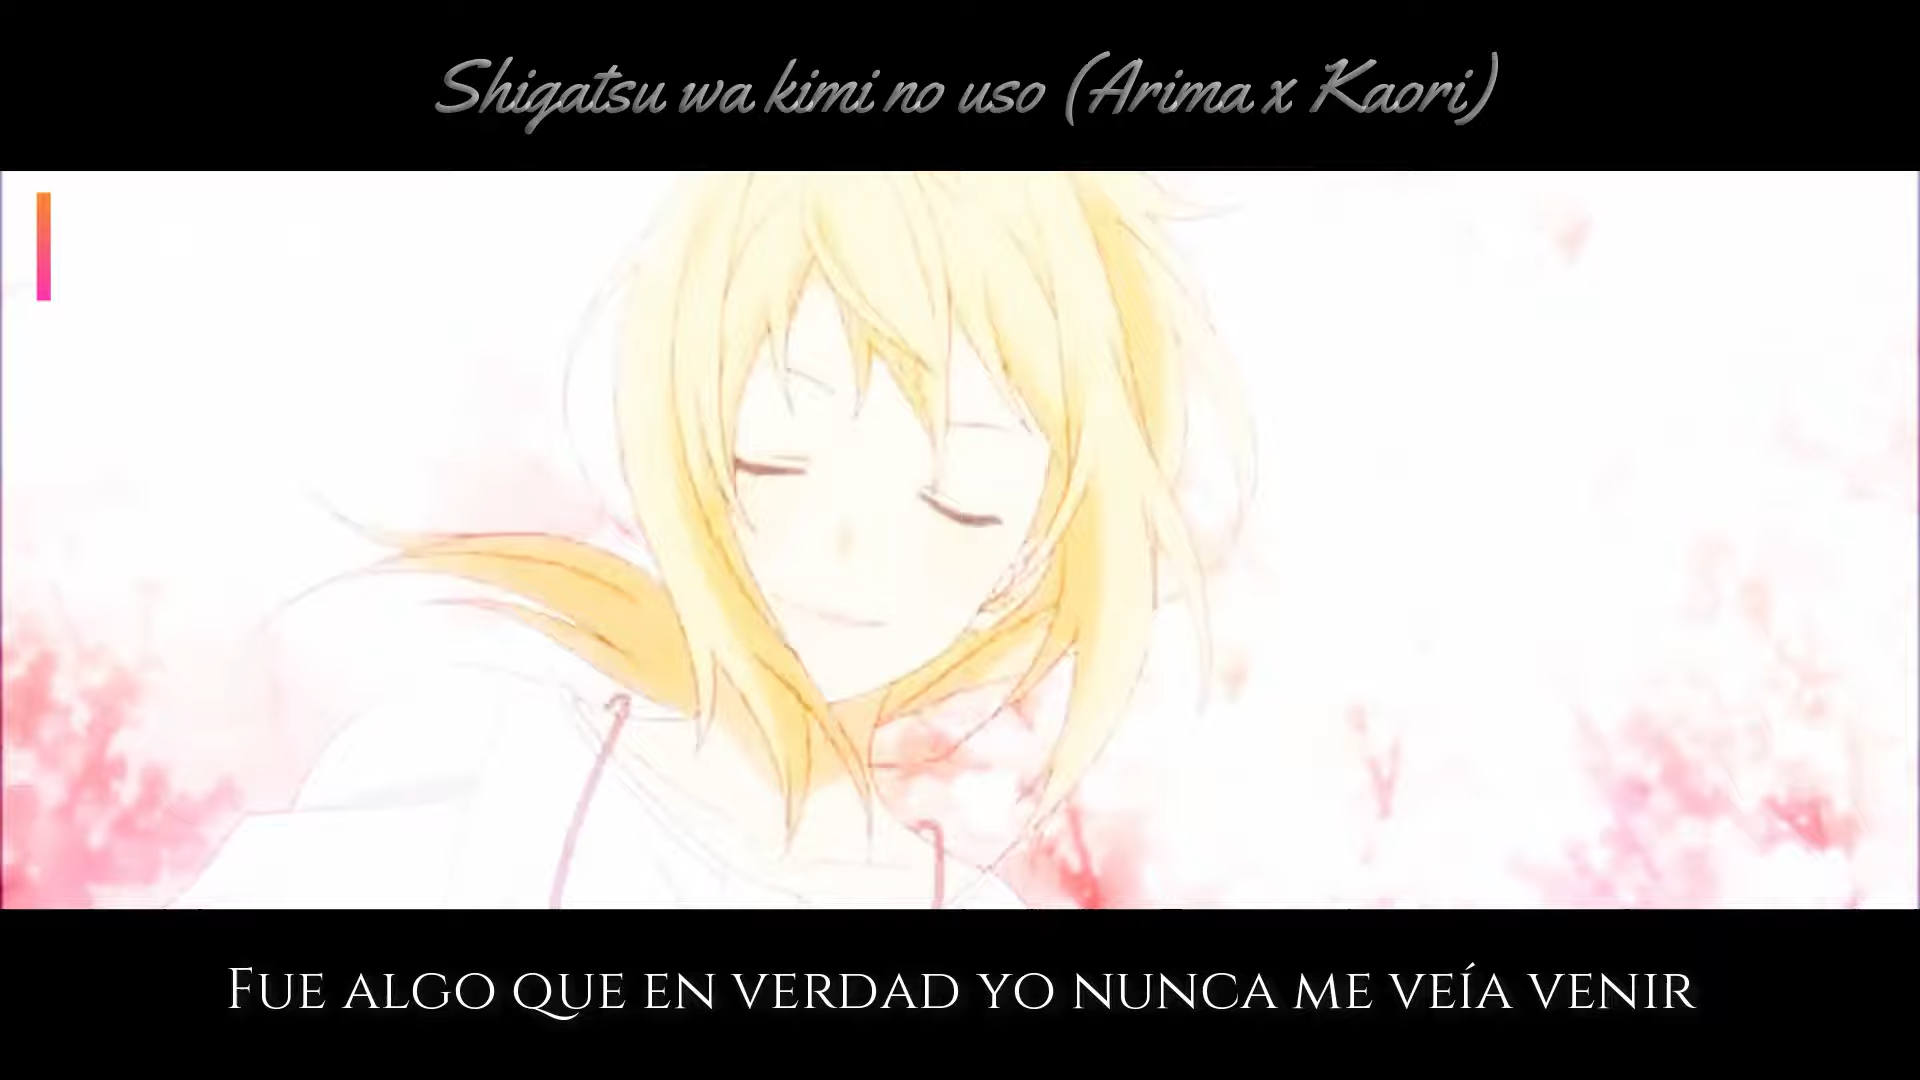 Shigatsu wa kimi no uso (Arima x Kaori)
Fue algo que en verdad yo nunca me veía venir